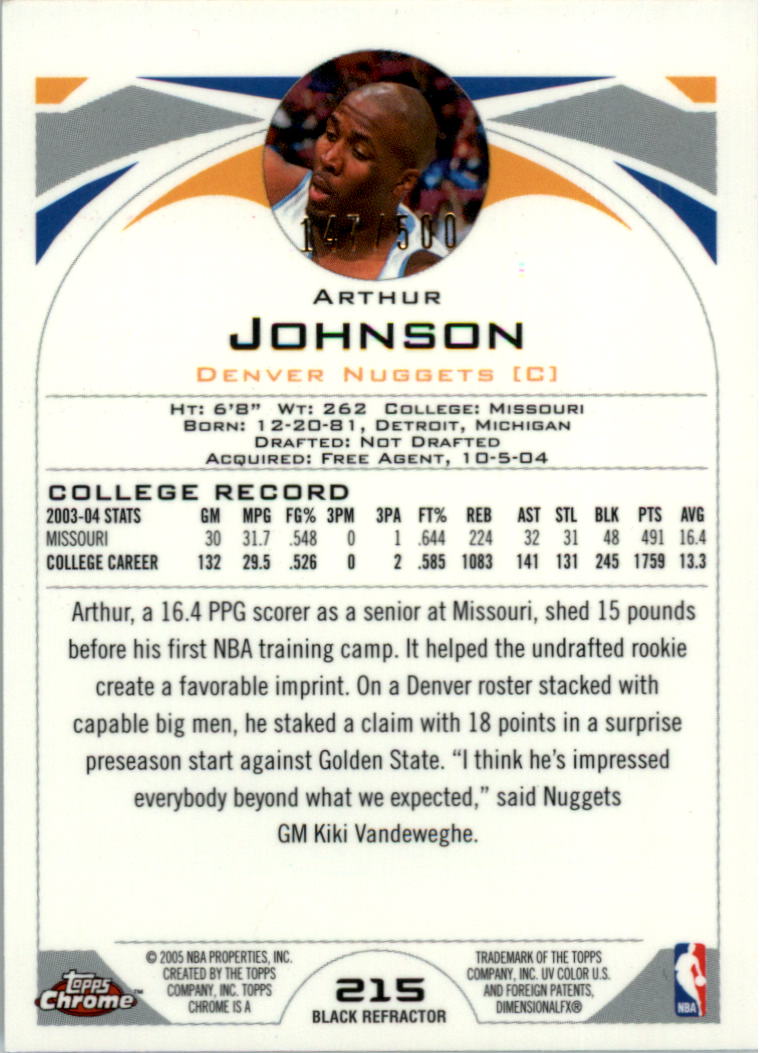 147/500
ARTHUR
JOHNSON
DENVER NUGGETS [C]
HT: 6'8" WT: 262 COLLEGE: MISSOURI
BORN: 12-20-81, DETROIT, MICHIGAN
DRAFTED: NOT DRAFTED
ACQUIRED: FREE AGENT, 10-5-04
COLLEGE RECORD
2003-04 STATS GM MPG FG% 3PM 3PA FT% REB AST STL BLK PTS AVG
MISSOURI 30 31.7 .548 0 1 .644 224 32 31 48 491 16.4
COLLEGE CAREER 132 29.5 .526 0 2 .585 1083 141 131 245 1759 13.3
Arthur, a 16.4 PPG scorer as a senior at Missouri, shed 15 pounds
before his first NBA training camp. It helped the undrafted rookie
create a favorable imprint. On a Denver roster stacked with
capable big men, he staked a claim with 18 points in a surprise
preseason start against Golden State. “I think he’s impressed
everybody beyond what we expected,” said Nuggets
GM Kiki Vandeweghe.
Topps
Chrome™
© 2005 NBA PROPERTIES, INC.
CREATED BY THE TOPPS
COMPANY, INC. TOPPS
CHROME IS A
215
BLACK REFRACTOR
TRADEMARK OF THE TOPPS
COMPANY, INC. UV COLOR U.S.
AND FOREIGN PATENTS,
DIMENSIONALFX®
NBA